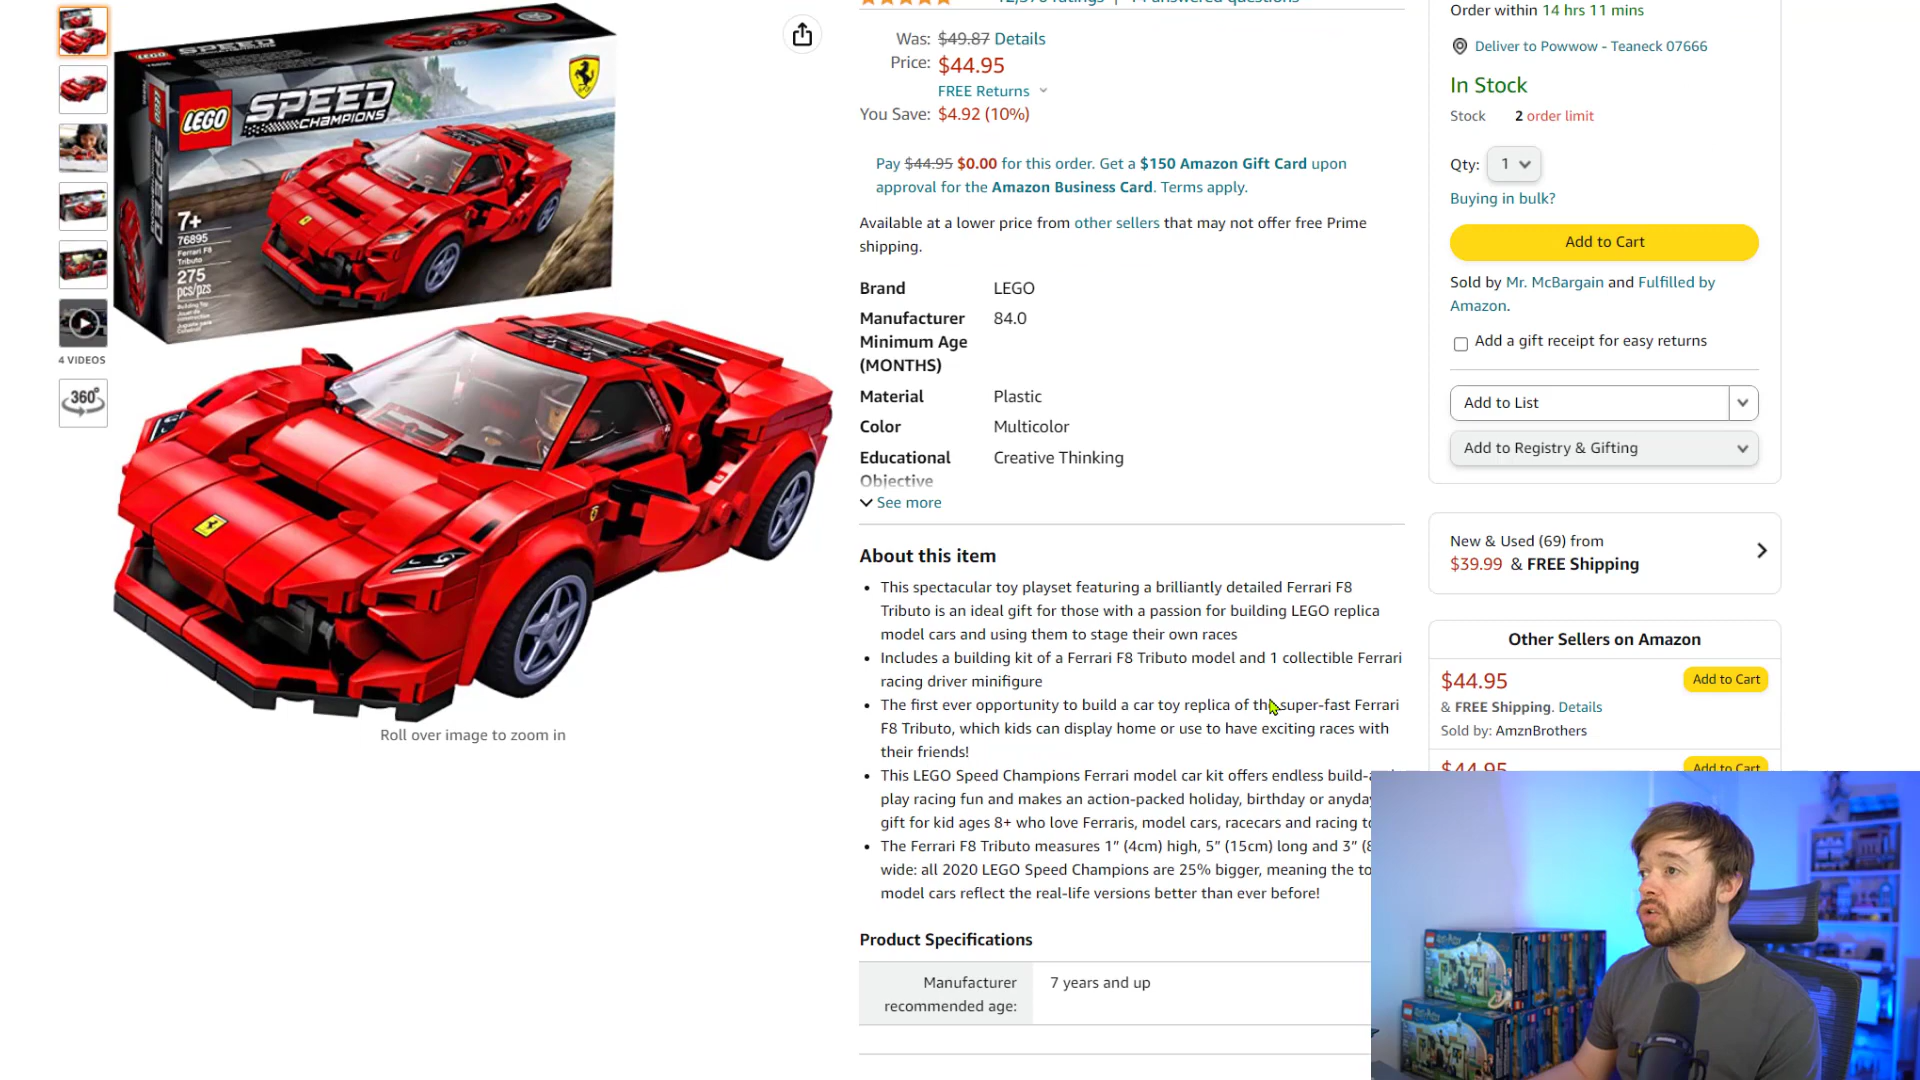 4 VIDEOS
360°
LEGO
SPEED
CHAMPIONS
LEGO
SPEED
CHAMPIONS
7+
76895
Ferrari F8
Tributo
275
pcs/pzs
Building Toy
Roll over image to zoom in
Was: $49.87 Details
Price: $44.95
FREE Returns
You Save: $4.92 (10%)
Pay $44.95 $0.00 for this order. Get a $150 Amazon Gift Card upon
approval for the Amazon Business Card. Terms apply.
Available at a lower price from other sellers that may not offer free Prime
shipping.
Brand LEGO
Manufacturer 84.0
Minimum Age
(MONTHS)
Material Plastic
Color Multicolor
Educational Creative Thinking
Objective
See more
About this item
This spectacular toy playset featuring a brilliantly detailed Ferrari F8
Tributo is an ideal gift for those with a passion for building LEGO replica
model cars and using them to stage their own races
Includes a building kit of a Ferrari F8 Tributo model and 1 collectible Ferrari
racing driver minifigure
The first ever opportunity to build a car toy replica of the super-fast Ferrari
F8 Tributo, which kids can display home or use to have exciting races with
their friends!
This LEGO Speed Champions Ferrari model car kit offers endless build-
play racing fun and makes an action-packed holiday, birthday or anyday
gift for kid ages 8+ who love Ferraris, model cars, racecars and racing
The Ferrari F8 Tributo measures 1” (4cm) high, 5” (15cm) long and 3”
wide: all 2020 LEGO Speed Champions are 25% bigger, meaning the
model cars reflect the real-life versions better than ever before!
Product Specifications
Manufacturer 7 years and up
recommended age:
Order within 14 hrs 11 mins
Deliver to Powwow - Teaneck 07666
In Stock
Stock 2 order limit
Qty: 1
Buying in bulk?
Add to Cart
Sold by Mr. McBargain and Fulfilled by
Amazon.
Add a gift receipt for easy returns
Add to List
Add to Registry & Gifting
New & Used (69) from
$39.99 & FREE Shipping
Other Sellers on Amazon
$44.95 Add to Cart
& FREE Shipping. Details
Sold by: AmznBrothers
$44.95 Add to Cart